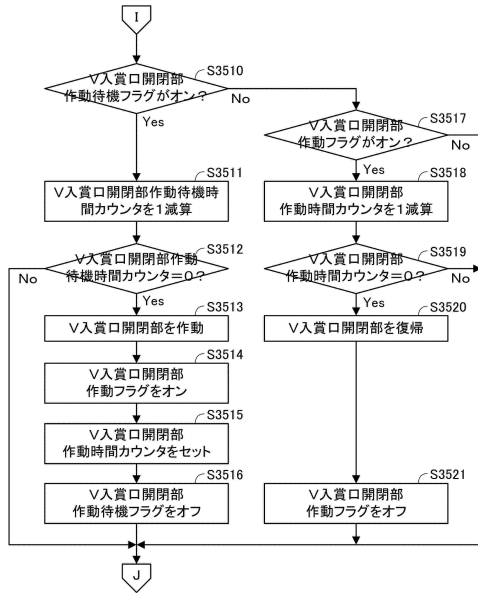 I
S3510
V入賞口開閉部
作動待機フラグがオン？
No
Yes
S3517
V入賞口開閉部
作動フラグがオン？
No
Yes
S3511
V入賞口開閉部作動待機時
間カウンタを1減算
S3518
V入賞口開閉部
作動時間カウンタを1減算
S3512
V入賞口開閉部作動
待機時間カウンタ=0？
No
Yes
S3519
V入賞口開閉部
作動時間カウンタ=0？
No
Yes
S3513
V入賞口開閉部を作動
S3520
V入賞口開閉部を復帰
S3514
V入賞口開閉部
作動フラグをオン
S3515
V入賞口開閉部
作動時間カウンタをセット
S3516
V入賞口開閉部
作動待機フラグをオフ
S3521
V入賞口開閉部
作動フラグをオフ
J